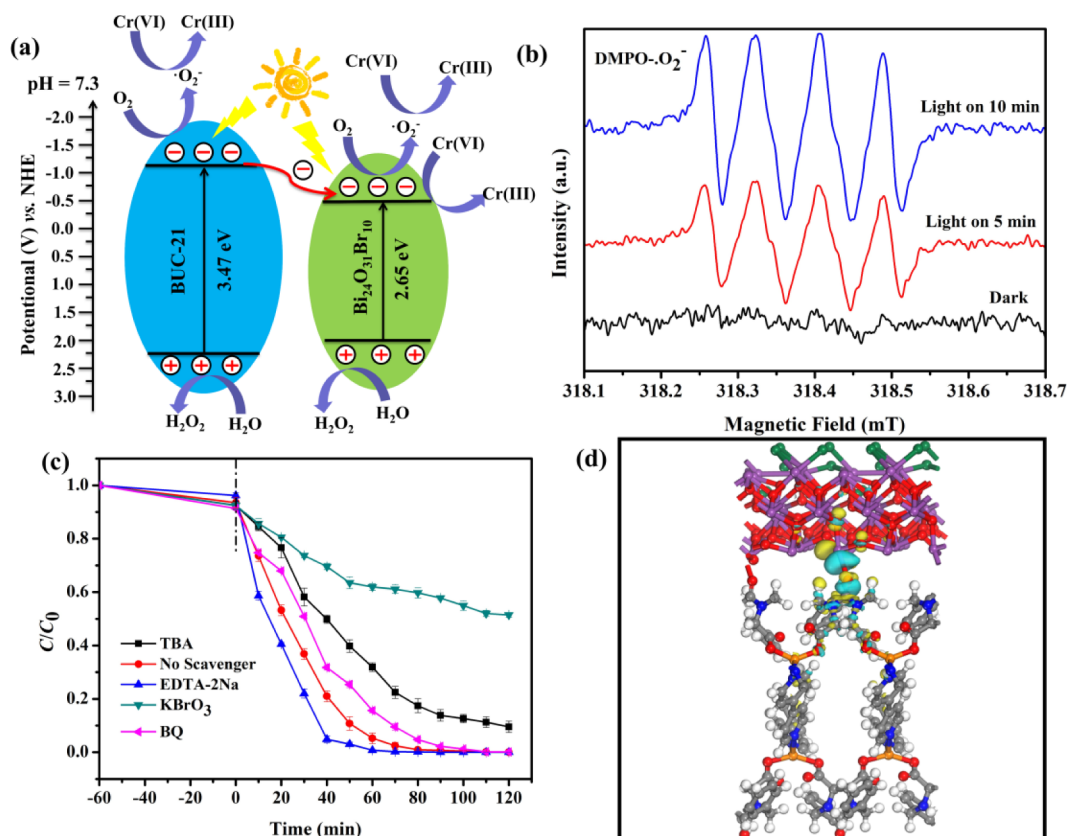 (a)
Cr(VI) Cr(III)
·O₂⁻
O₂
pH = 7.3
Potentional (V) vs. NHE
-2.0
-1.5
-1.0
-0.5
0.0
0.5
1.0
1.5
2.0
2.5
3.0
BUC-21
3.47 eV
H₂O₂ H₂O
Cr(VI) Cr(III)
O₂ ·O₂⁻
Cr(VI)
Cr(III)
Bi₂₄O₃₁Br₁₀
2.65 eV
H₂O₂ H₂O
(b)
DMPO-.O₂⁻
Light on 10 min
Light on 5 min
Dark
Intensity (a.u.)
318.1 318.2 318.3 318.4 318.5 318.6 318.7
Magnetic Field (mT)
(c)
C/C₀
1.0
0.8
0.6
0.4
0.2
0.0
TBA
No Scavenger
EDTA-2Na
KBrO₃
BQ
-60 -40 -20 0 20 40 60 80 100 120
Time (min)
(d)